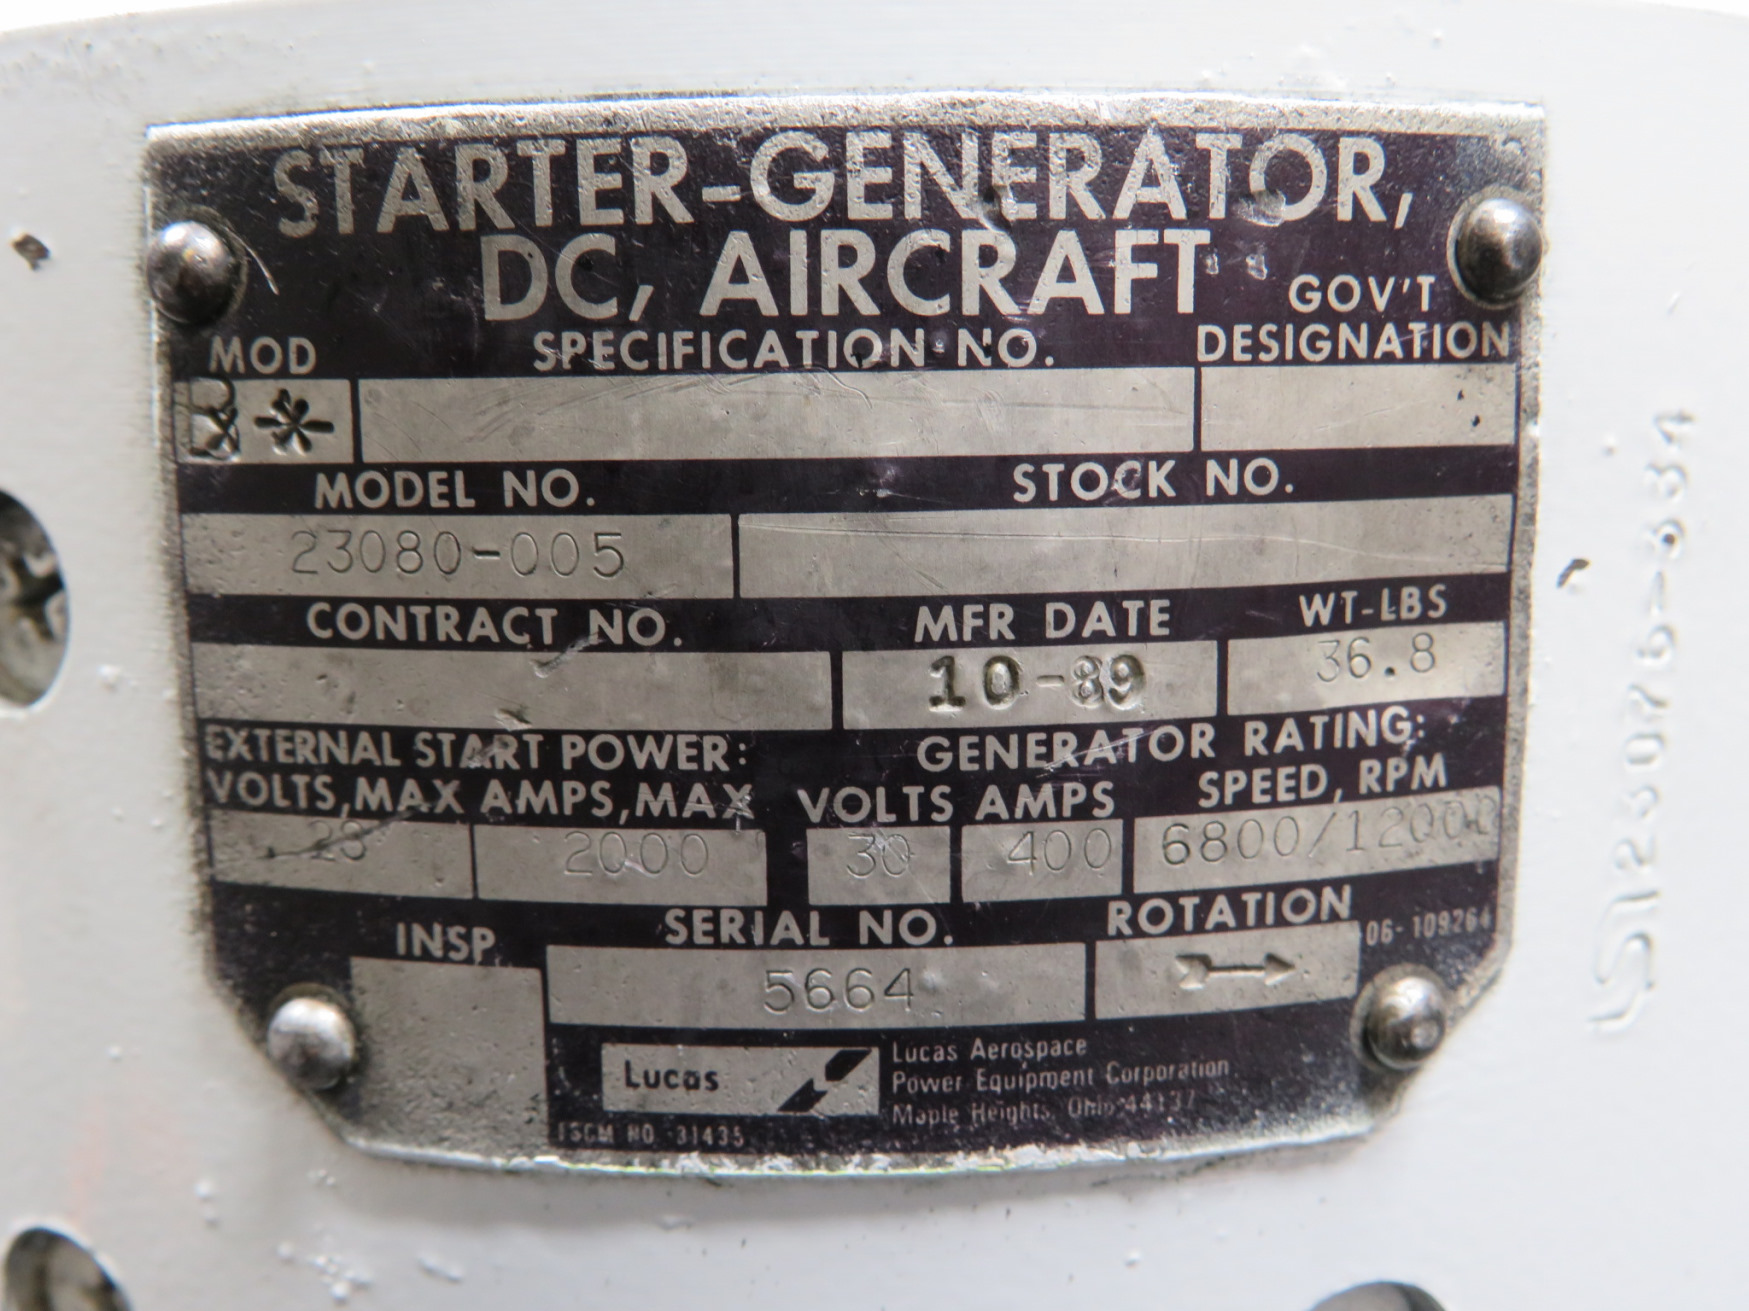 STARTER-GENERATOR,
DC, AIRCRAFT
GOV'T
MOD SPECIFICATION NO. DESIGNATION
MODEL NO. STOCK NO.
23080-005
CONTRACT NO. MFR DATE WT-LBS
10-89 36.8
EXTERNAL START POWER: GENERATOR RATING:
VOLTS, MAX AMPS, MAX VOLTS AMPS SPEED, RPM
2000 30 400 6800/12000
INSP. SERIAL NO. ROTATION
06-109264
5664
Lucas
Lucas Aerospace
Power Equipment Corporation
Maple Heights, Ohio 44137
FSCM NO. 31435